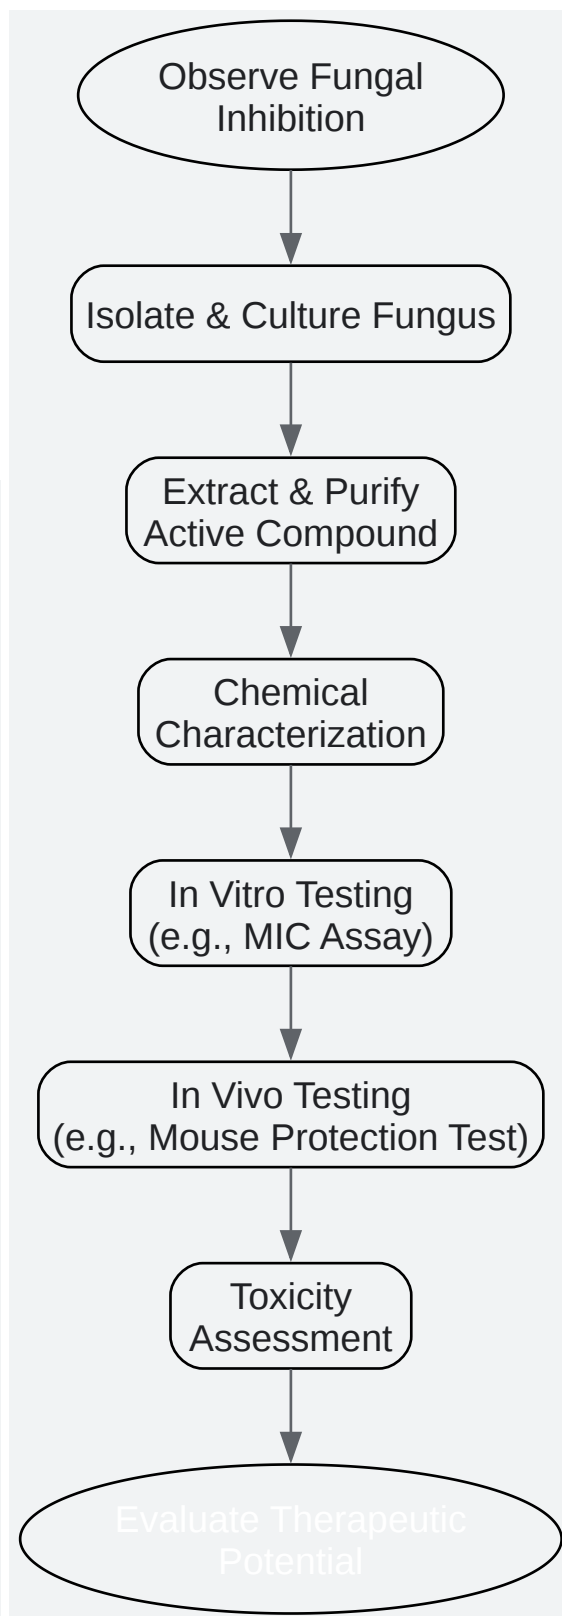 Observe Fungal
Inhibition
Isolate & Culture Fungus
Extract & Purify
Active Compound
Chemical
Characterization
In Vitro Testing
(e.g., MIC Assay)
In Vivo Testing
(e.g., Mouse Protection Test)
Toxicity
Assessment
Evaluate Therapeutic
Potential